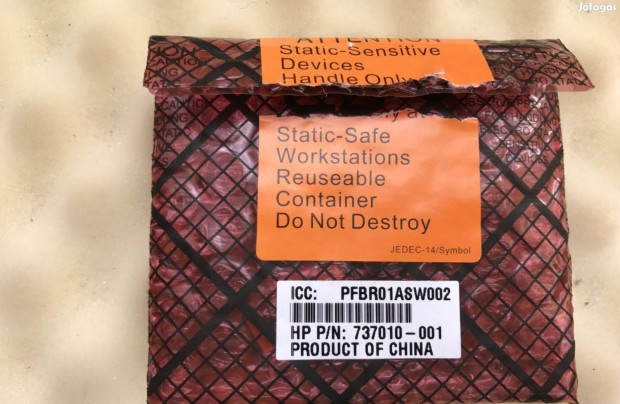 Jófogás
ATTENTION
Static-Sensitive
Devices
Handle Only
Static-Safe
Workstations
Reuseable
Container
Do Not Destroy
JEDEC-14/Symbol
ICC: PFBR01ASW002
HP P/N: 737010-001
PRODUCT OF CHINA